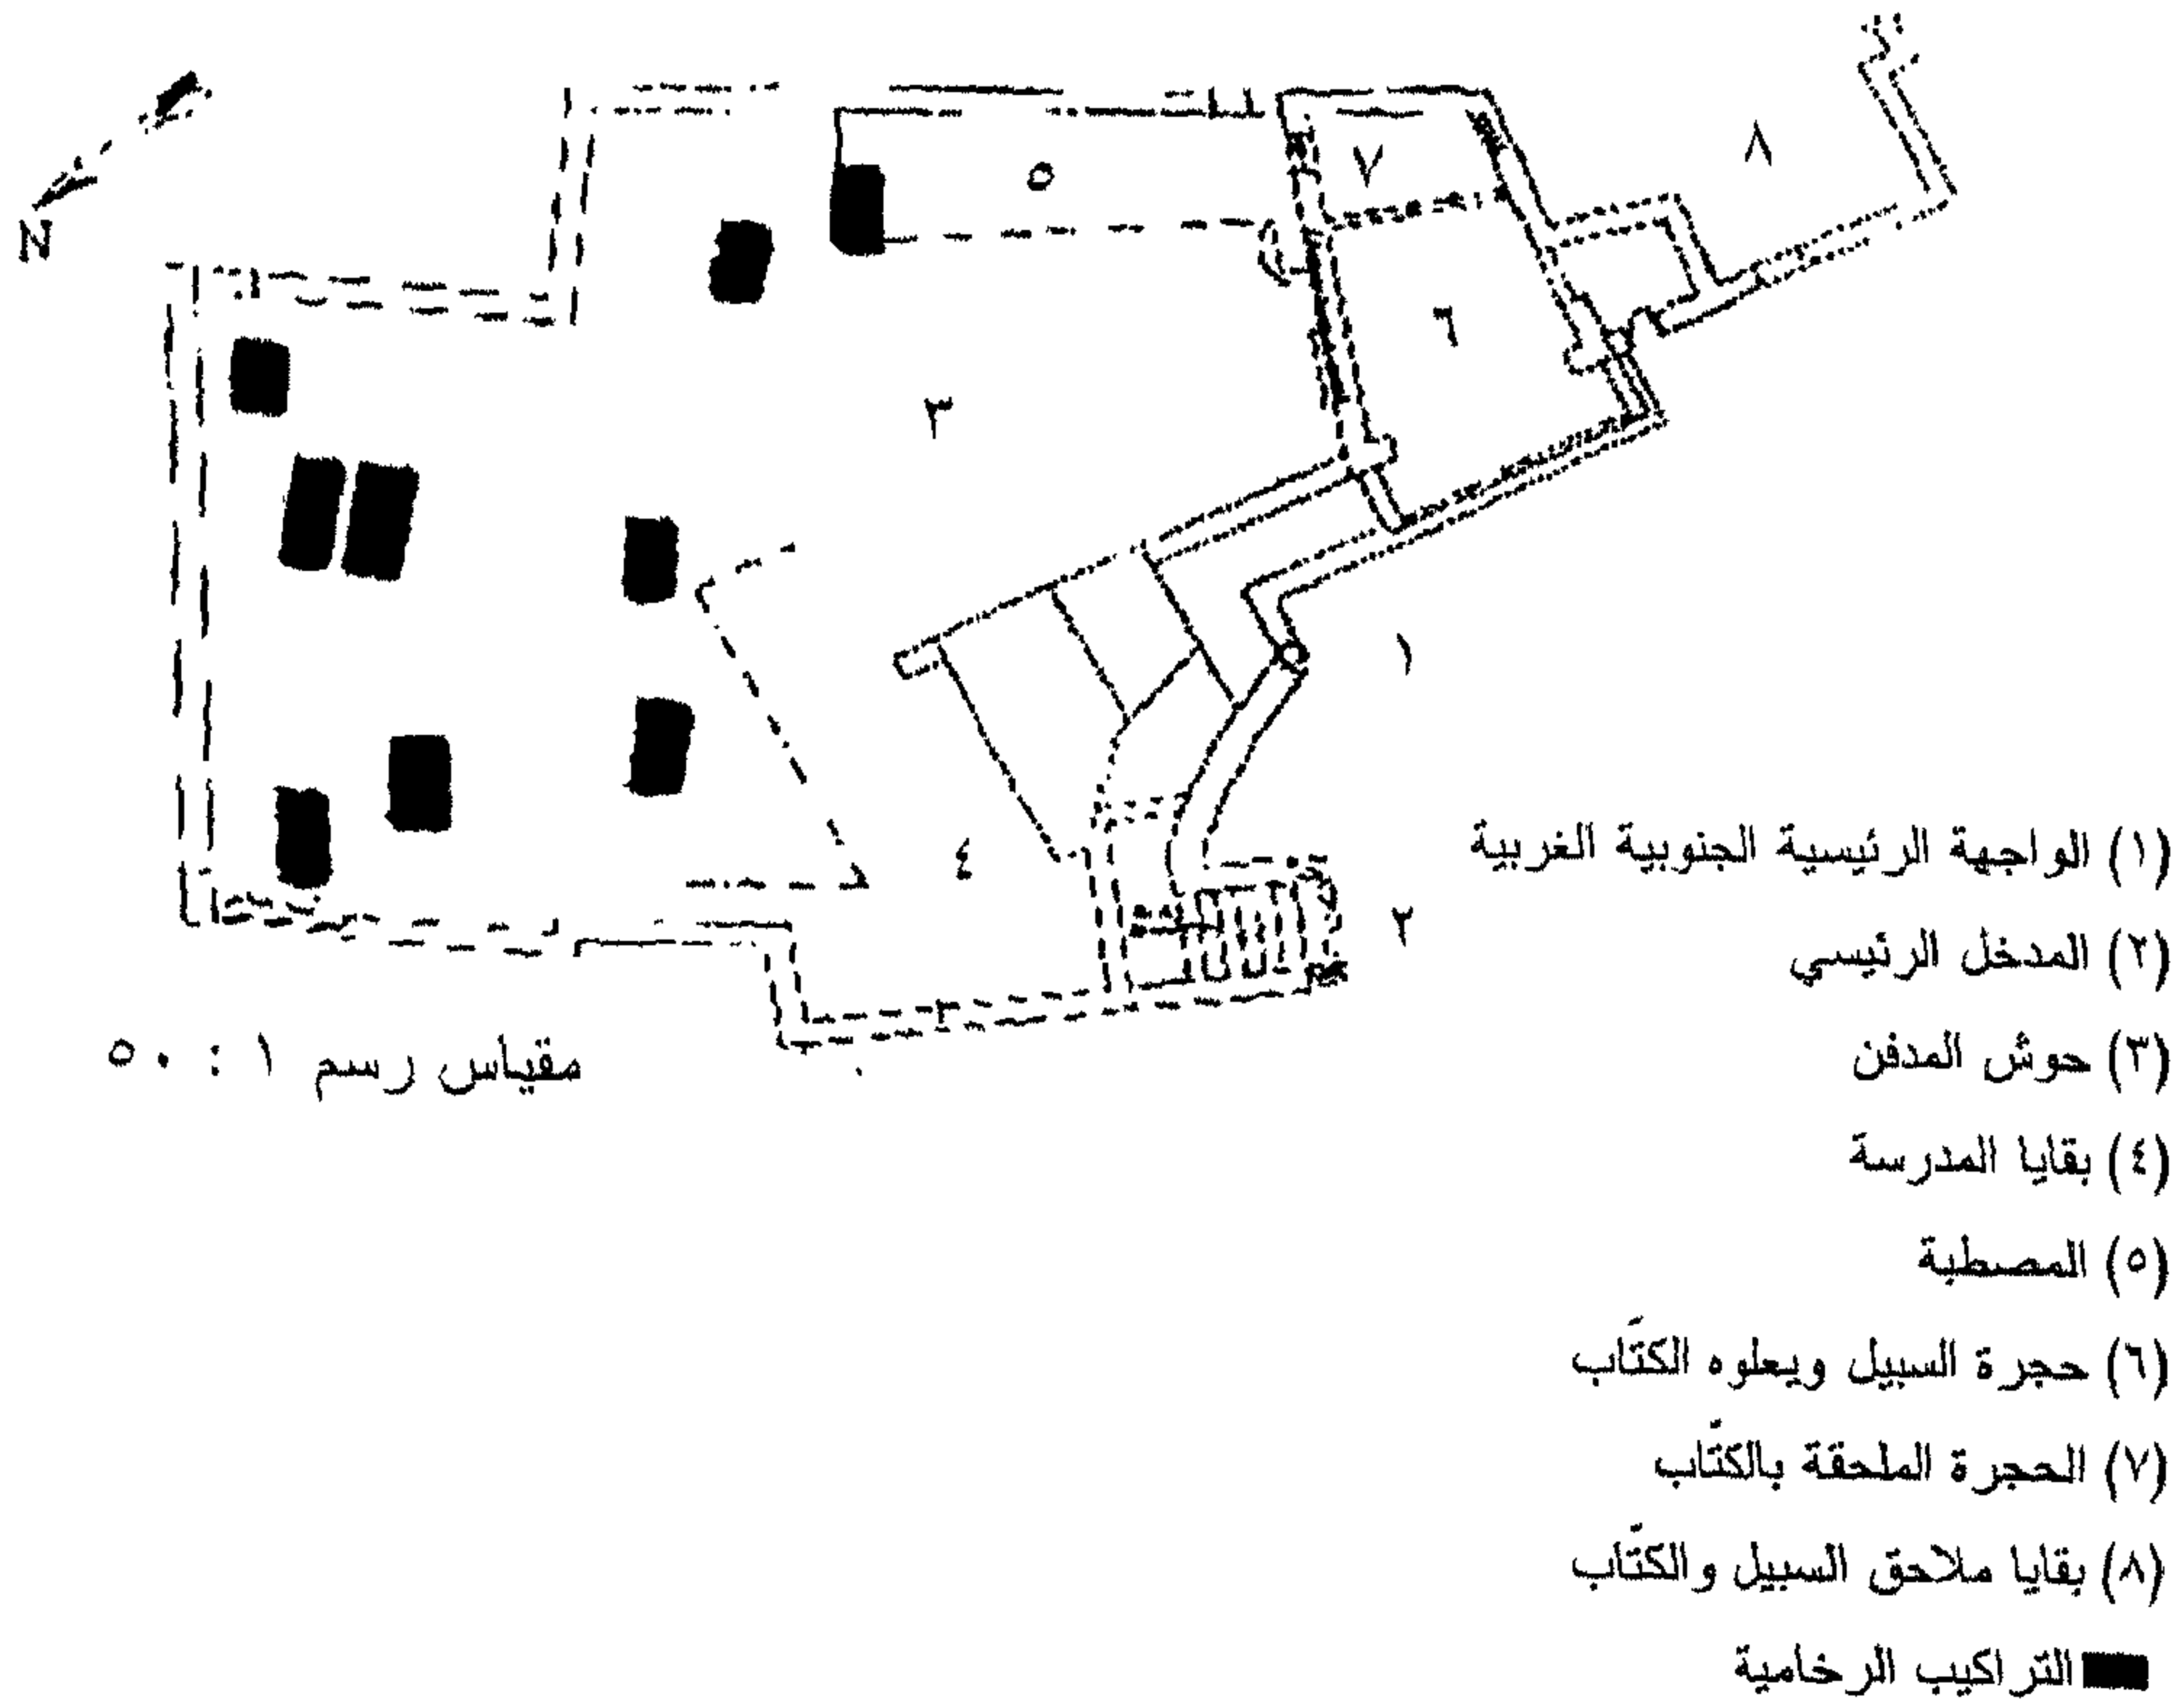 N
٨
٧
٥
٦
٣
١
٤
٢
(١) الواجهة الرئيسية الجنوبية الغربية
(٢) المدخل الرئيسي
(٣) حوش المدفن
(٤) بقايا المدرسة
(٥) المصطبة
(٦) حجرة السبيل ويعلوه الكتّاب
(٧) الحجرة الملحقة بالكتّاب
(٨) بقايا ملاحق السبيل والكتّاب
التراكيب الرخامية
مقياس رسم ١ : ٥٠